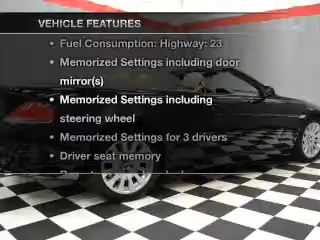 VEHICLE FEATURES
• Fuel Consumption: Highway: 23
• Memorized Settings including door
mirror(s)
• Memorized Settings including
steering wheel
• Memorized Settings for 3 drivers
• Driver seat memory